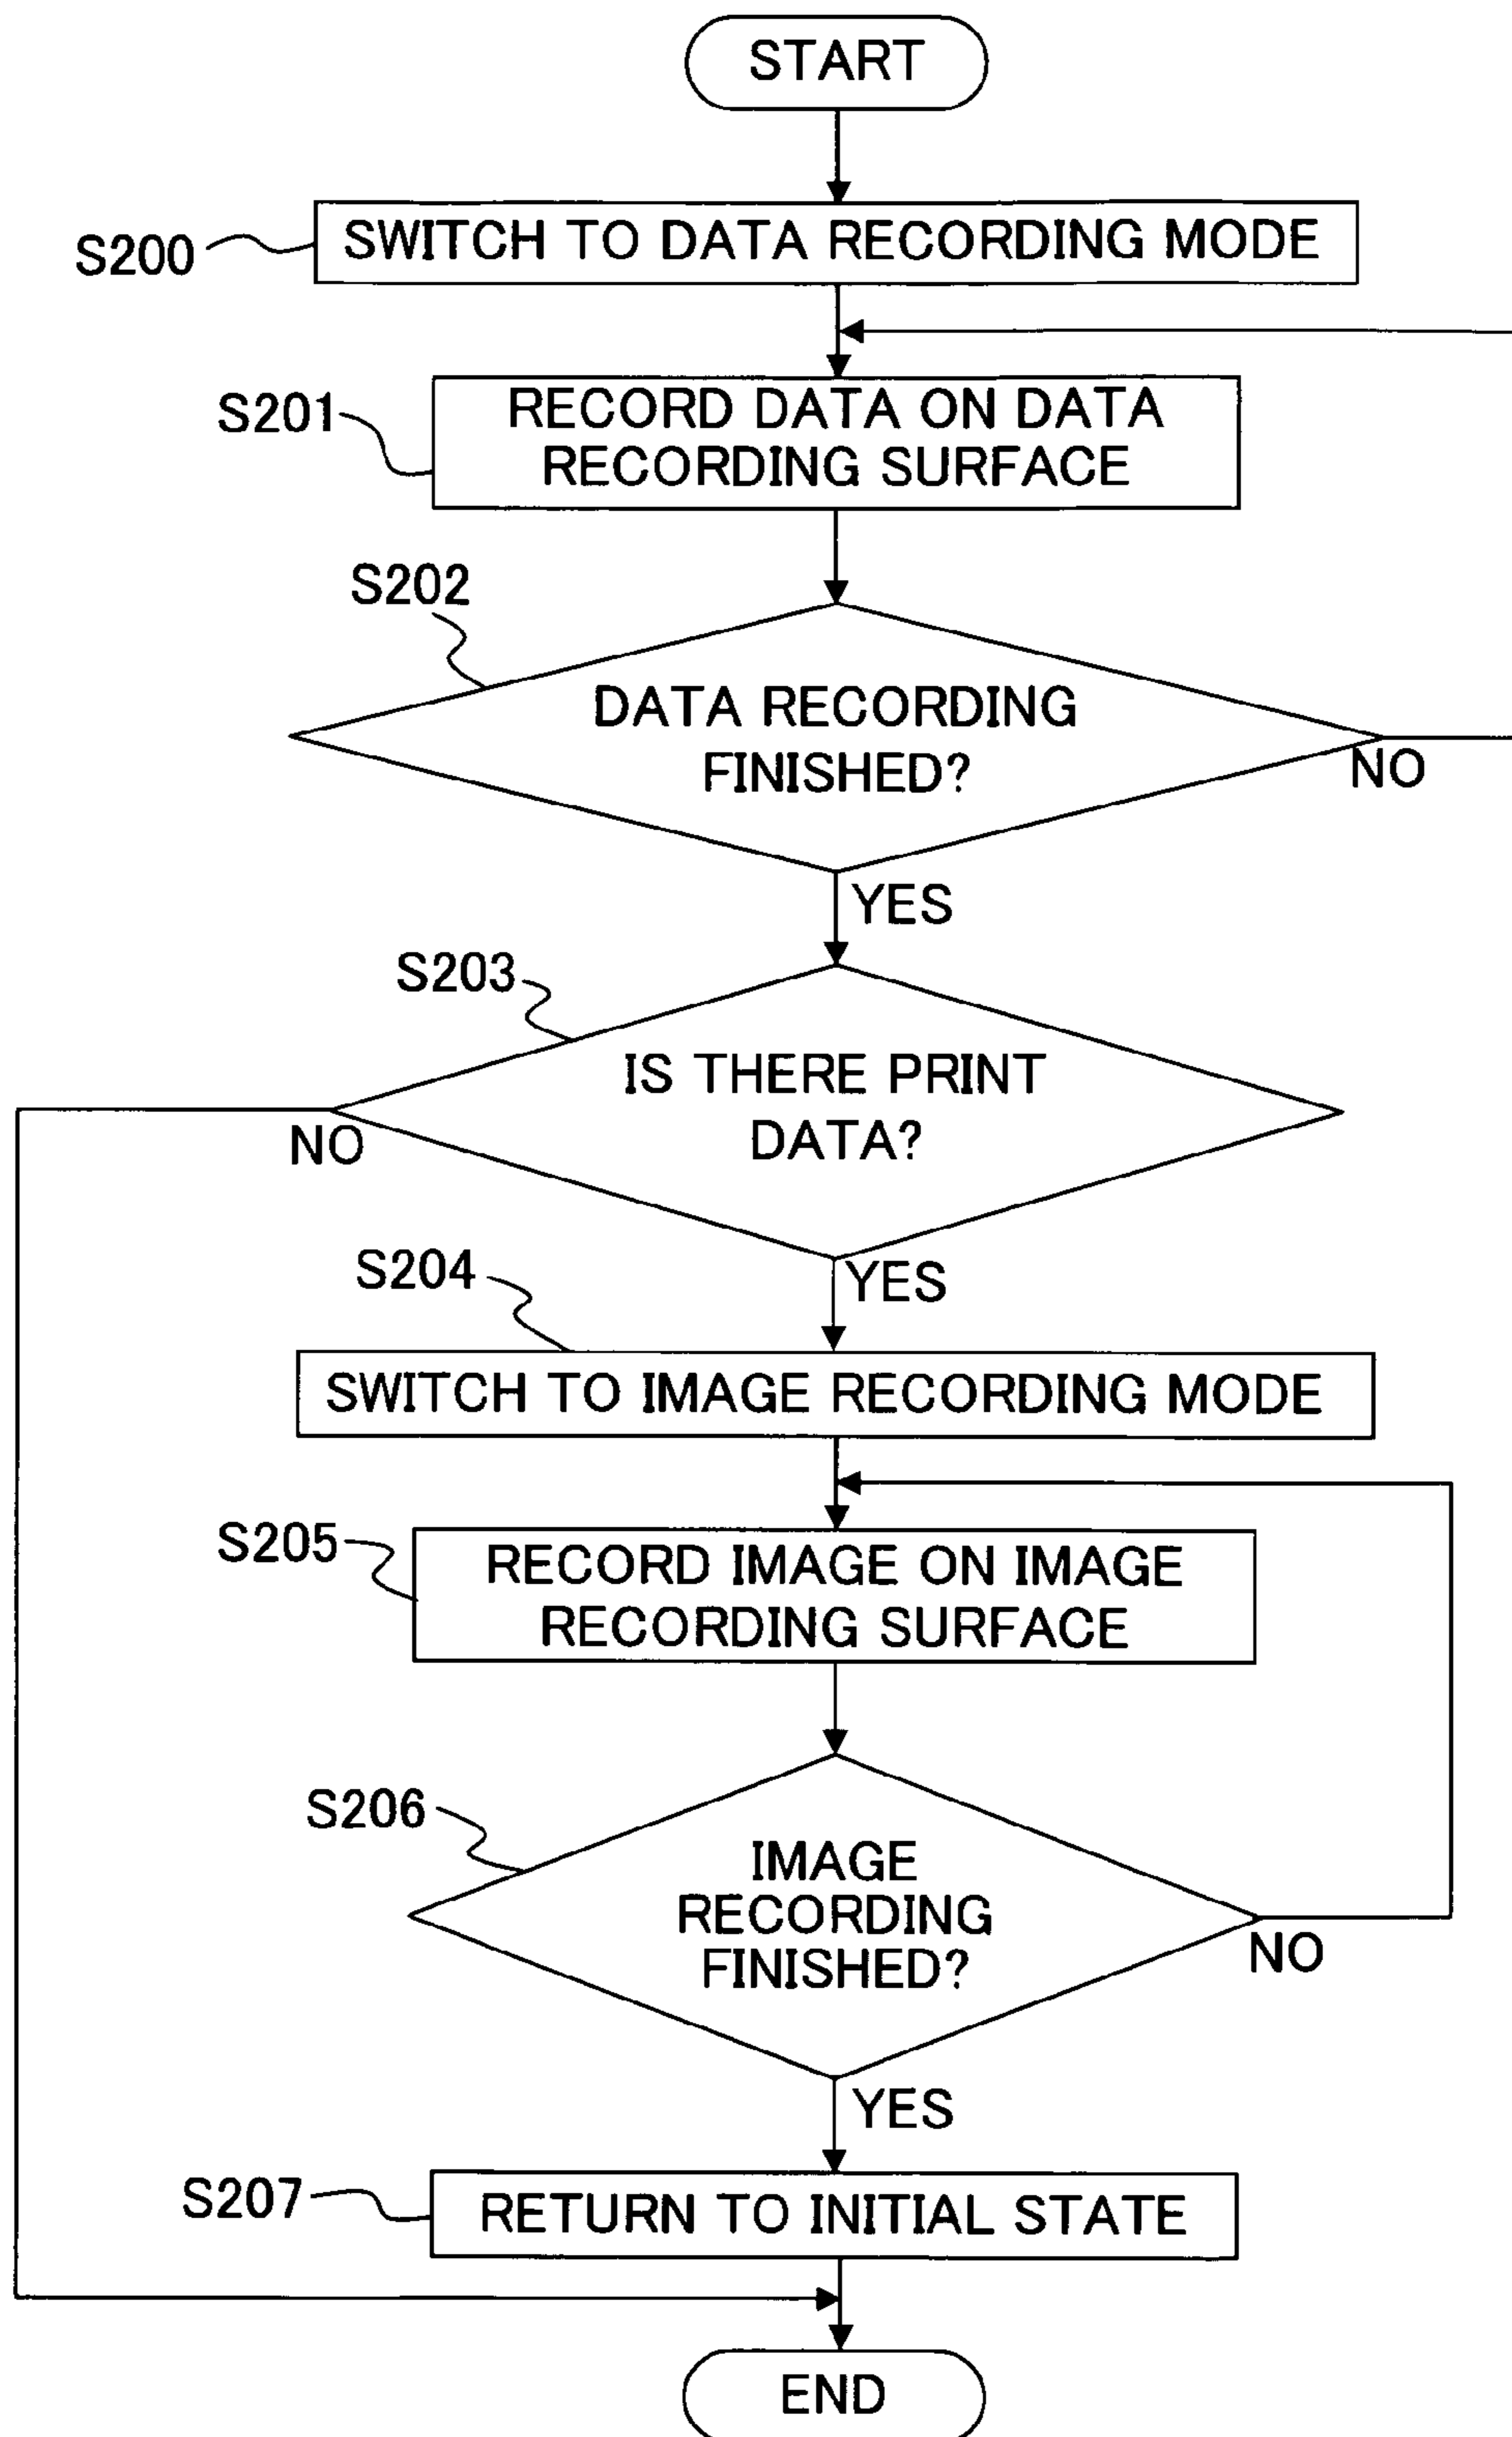 START
S200
SWITCH TO DATA RECORDING MODE
S201
RECORD DATA ON DATA
RECORDING SURFACE
S202
DATA RECORDING
FINISHED?
NO
YES
S203
IS THERE PRINT
DATA?
NO
YES
S204
SWITCH TO IMAGE RECORDING MODE
S205
RECORD IMAGE ON IMAGE
RECORDING SURFACE
S206
IMAGE
RECORDING
FINISHED?
NO
YES
S207
RETURN TO INITIAL STATE
END